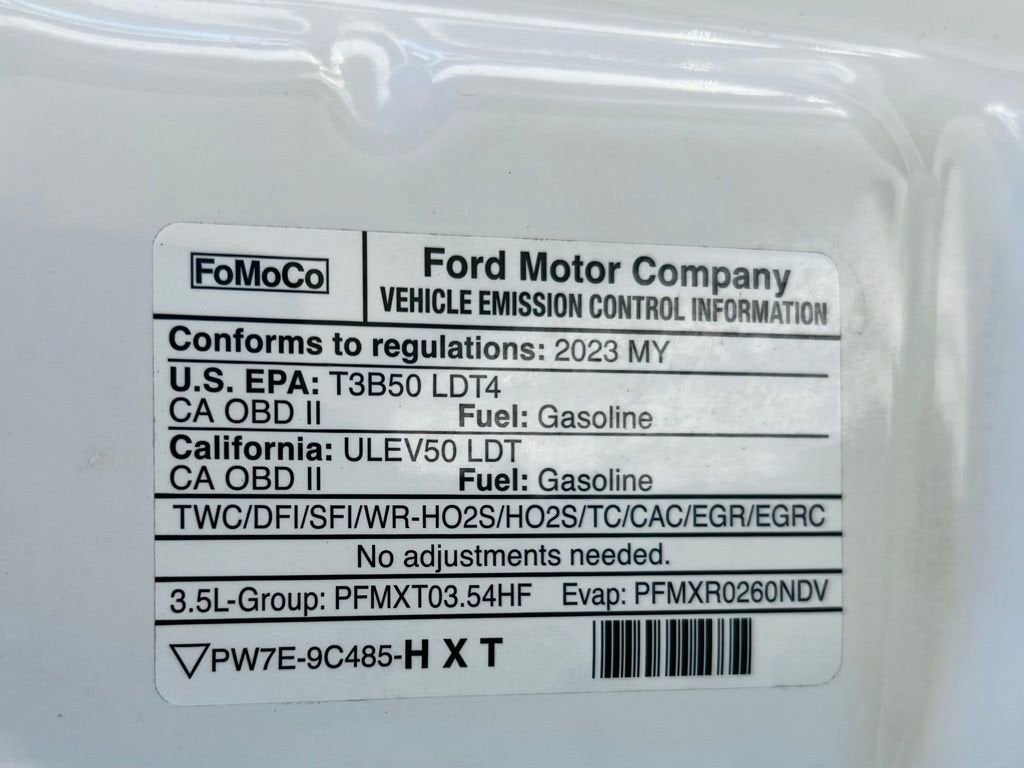 FoMoCo
Ford Motor Company
VEHICLE EMISSION CONTROL INFORMATION
Conforms to regulations: 2023 MY
U.S. EPA: T3B50 LDT4
CA OBD II Fuel: Gasoline
California: ULEV50 LDT
CA OBD II Fuel: Gasoline
TWC/DFI/SFI/WR-HO2S/HO2S/TC/CAC/EGR/EGRC
No adjustments needed.
3.5L-Group: PFMXT03.54HF Evap: PFMXR0260NDV
▽PW7E-9C485-H X T